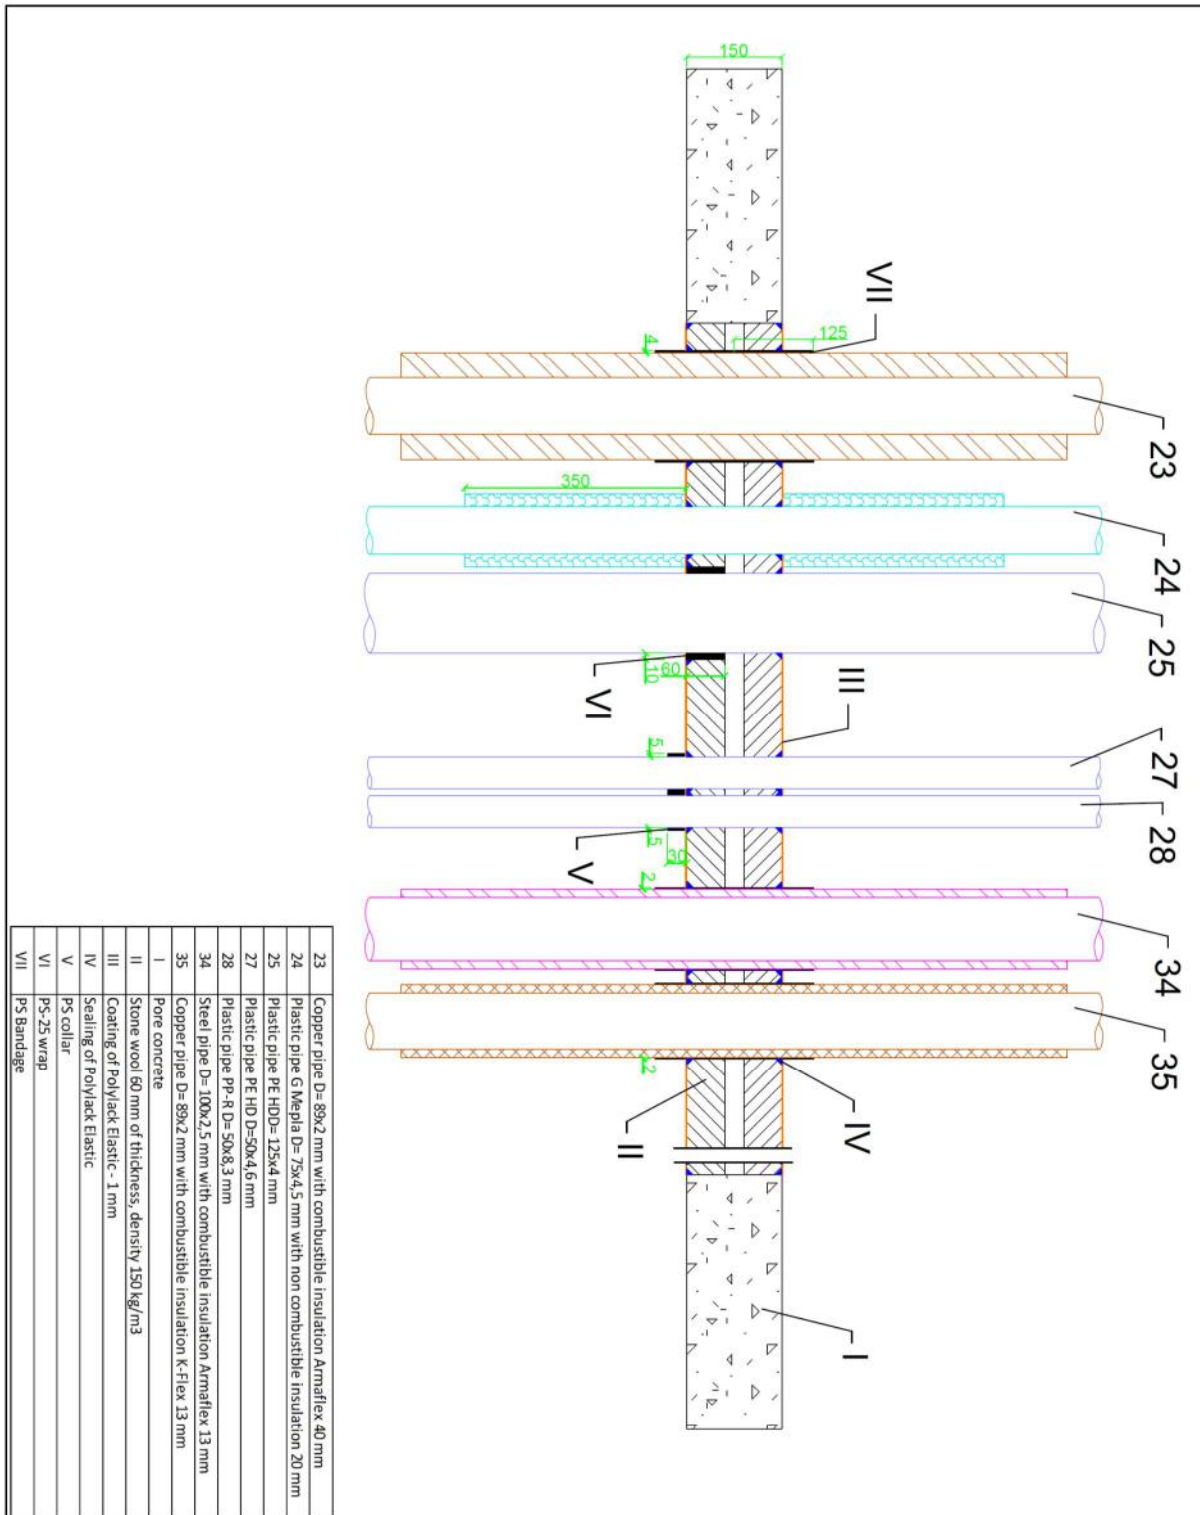 150
VII
125
4
23
350
24
25
III
60
10
VI
27
5
28
5
30
V
2
34
35
2
IV
II
I
23 Copper pipe D= 89x2 mm with combustible insulation Armaflex 40 mm
24 Plastic pipe G Mepla D= 75x4,5 mm with non combustible insulation 20 mm
25 Plastic pipe PE HDD= 125x4 mm
27 Plastic pipe PE HD D=50x4,6 mm
28 Plastic pipe PP-R D= 50x8,3 mm
34 Steel pipe D= 100x2,5 mm with combustible insulation Armaflex 13 mm
35 Copper pipe D= 89x2 mm with combustible insulation K-Flex 13 mm
I Pore concrete
II Stone wool 60 mm of thickness, density 150 kg/m3
III Coating of Polylack Elastic - 1 mm
IV Sealing of Polylack Elastic
V PS collar
VI PS-25 wrap
VII PS Bandage